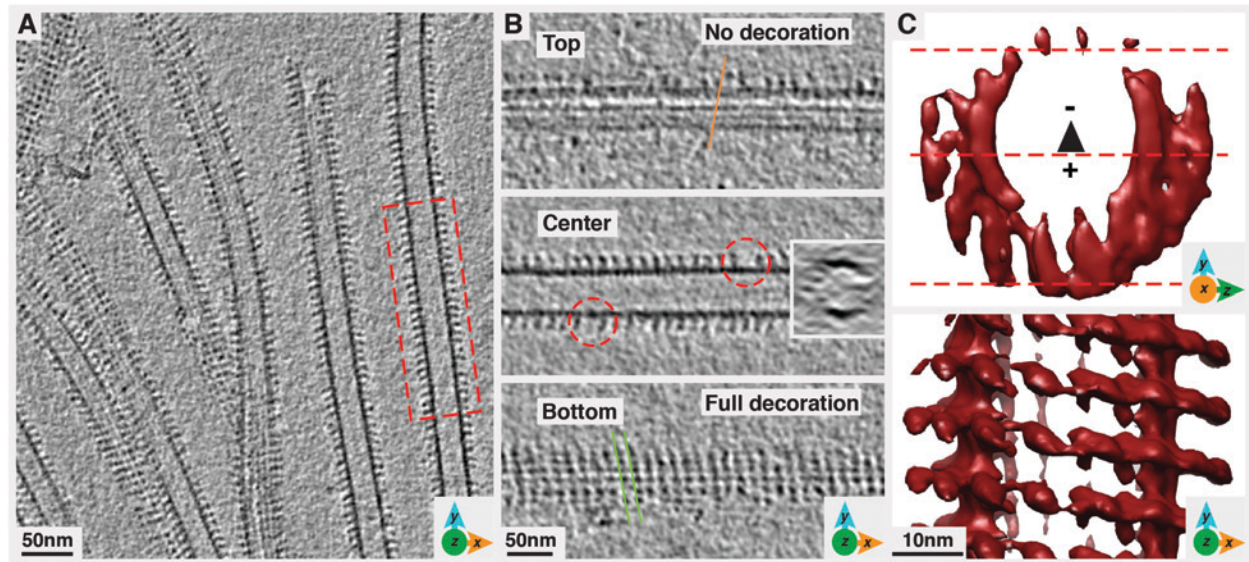 A
50nm
y
z
x
B
Top
No decoration
Center
Bottom
Full decoration
50nm
y
z
x
C
-
+
y
x
z
10nm
y
z
x